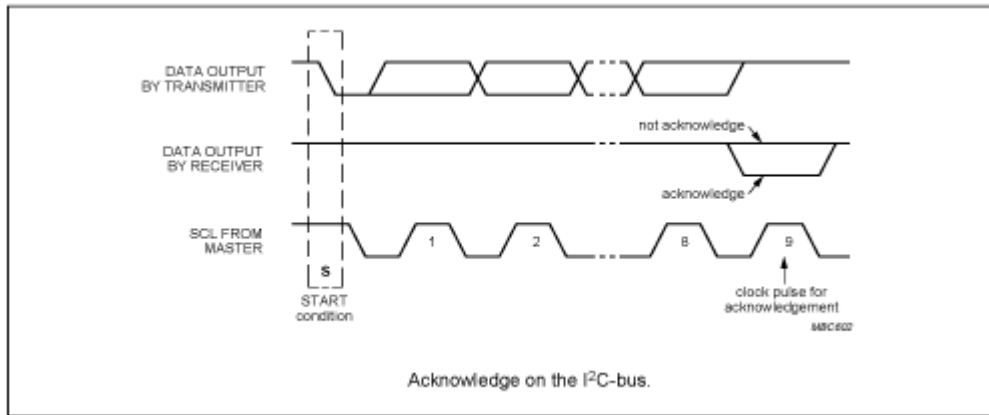 DATA OUTPUT
BY TRANSMITTER
not acknowledge
DATA OUTPUT
BY RECEIVER
acknowledge
SCL FROM
MASTER
1
2
8
9
S
START
condition
clock pulse for
acknowledgement
MBC602
Acknowledge on the I²C-bus.